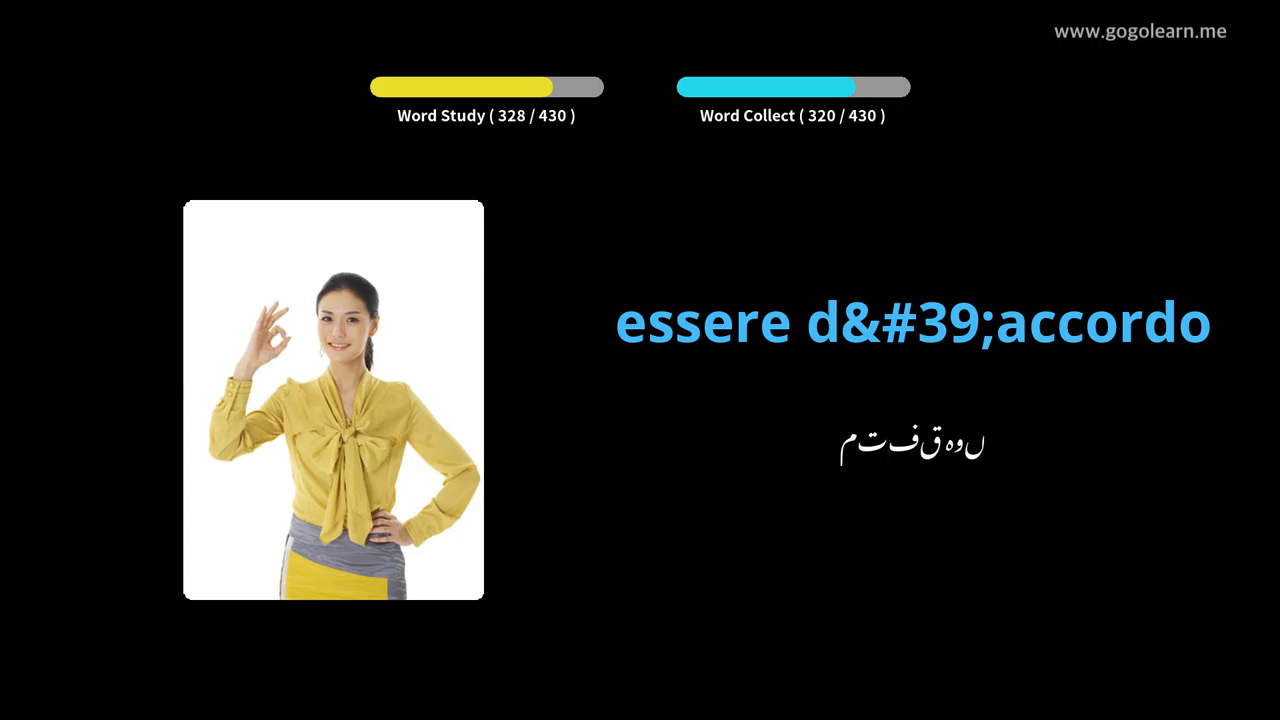 www.gogolearn.me
Word Study ( 328 / 430 )
Word Collect ( 320 / 430 )
essere d&#39;accordo
متفق ہوں